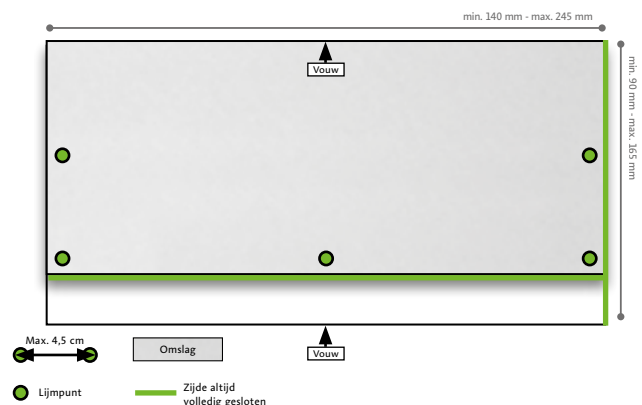 min. 140 mm - max. 245 mm
Vouw
min. 90 mm - max. 165 mm
Vouw
Max. 4,5 cm
Omslag
Lijmpunt
Zijde altijd
volledig gesloten